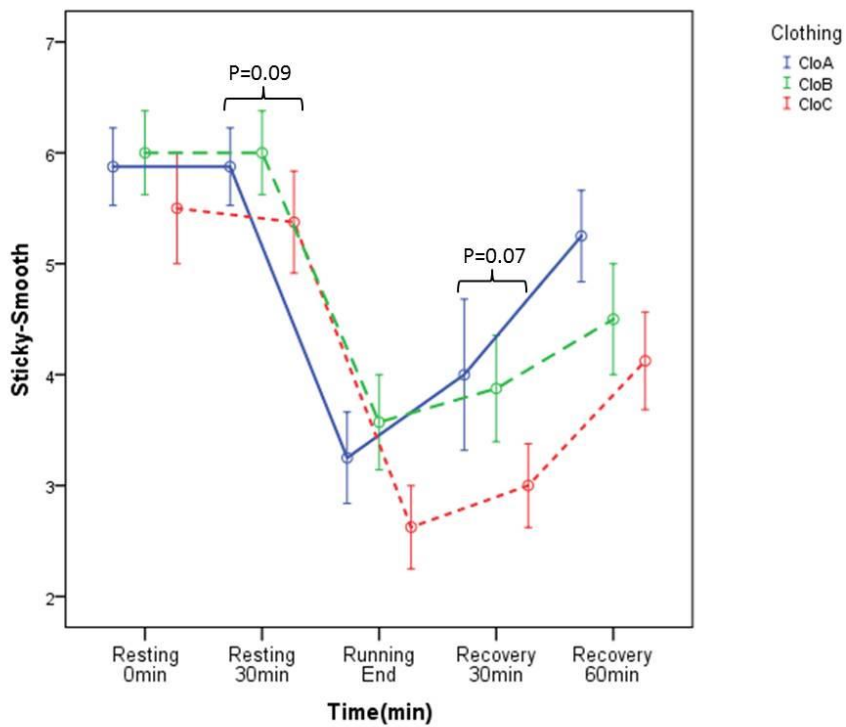 Clothing
CloA
CloB
CloC
7
P=0.09
6
5
P=0.07
4
3
2
Sticky-Smooth
Resting 0min
Resting 30min
Running End
Recovery 30min
Recovery 60min
Time(min)